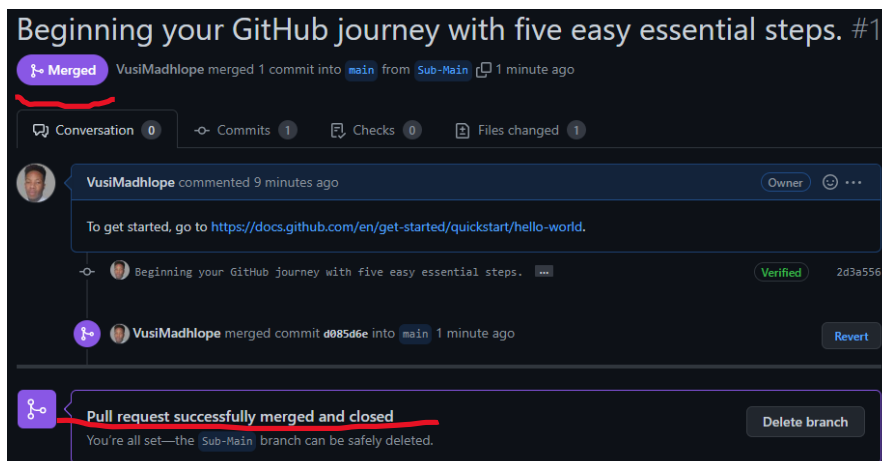 Beginning your GitHub journey with five easy essential steps. #1
Merged VusiMadhlope merged 1 commit into main from Sub-Main 1 minute ago
Conversation 0 Commits 1 Checks 0 Files changed 1
VusiMadhlope commented 9 minutes ago Owner
To get started, go to https://docs.github.com/en/get-started/quickstart/hello-world.
Beginning your GitHub journey with five easy essential steps. ... Verified 2d3a556
VusiMadhlope merged commit d085d6e into main 1 minute ago Revert
Pull request successfully merged and closed Delete branch
You're all set—the Sub-Main branch can be safely deleted.